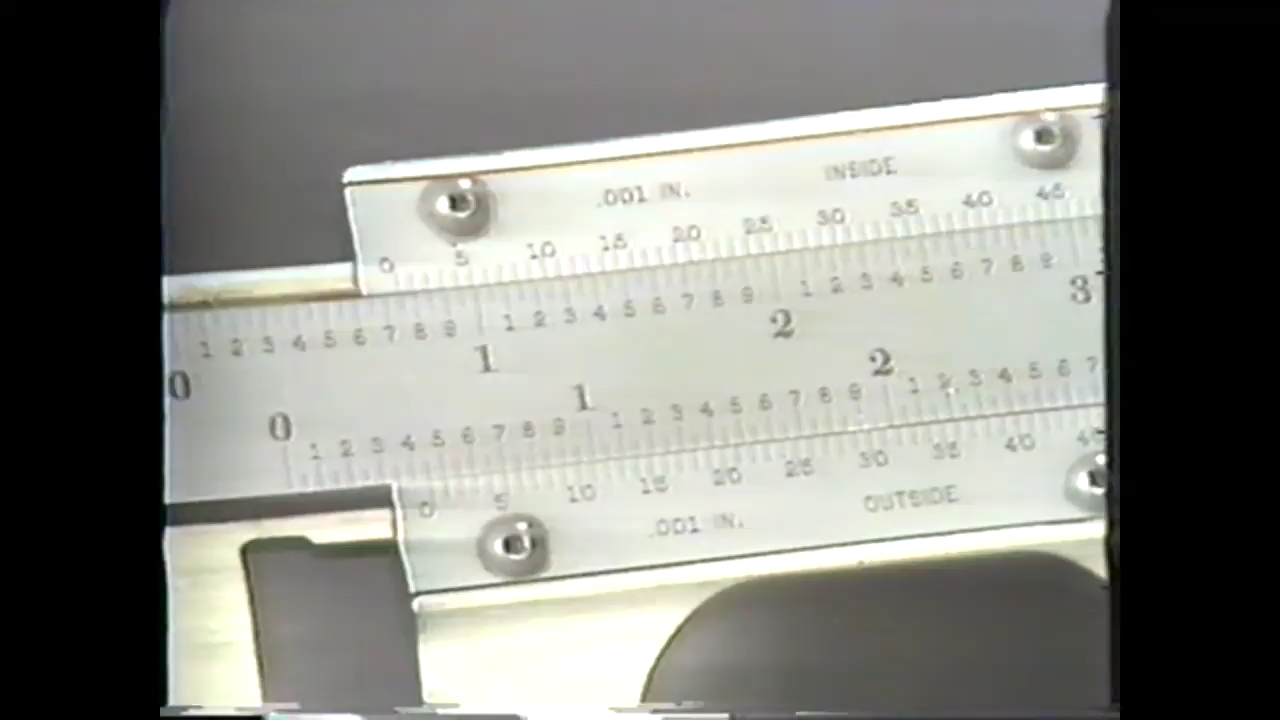 INSIDE
.001 IN.
0 5 10 15 20 25 30 35 40 45
1 2 3 4 5 6 7 8 9 1 2 3 4 5 6 7 8 9 1 2 3 4 5 6 7 8 9
0 1 2 3
0 1 2
1 2 3 4 5 6 7 8 9 1 2 3 4 5 6 7 8 9 1 2 3 4 5 6 7
0 5 10 15 20 25 30 35 40 45
.001 IN. OUTSIDE